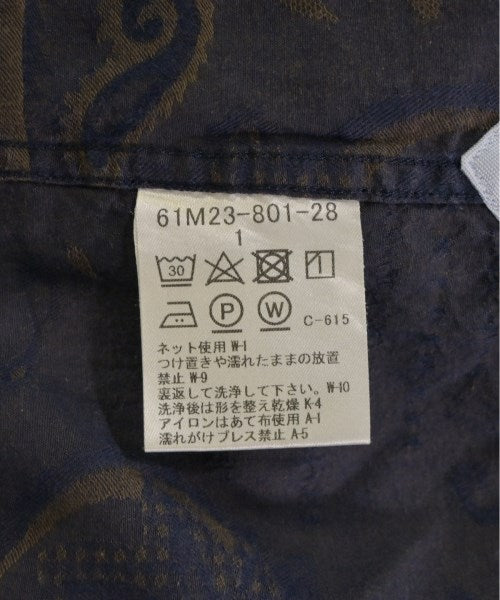 61M23-801-28
1
30
P W C-615
ネット使用 W-1
つけ置きや濡れたままの放置
禁止 W-9
裏返して洗浄して下さい。W-10
洗浄後は形を整え乾燥 K-4
アイロンはあて布使用 A-1
濡れがけプレス禁止 A-5